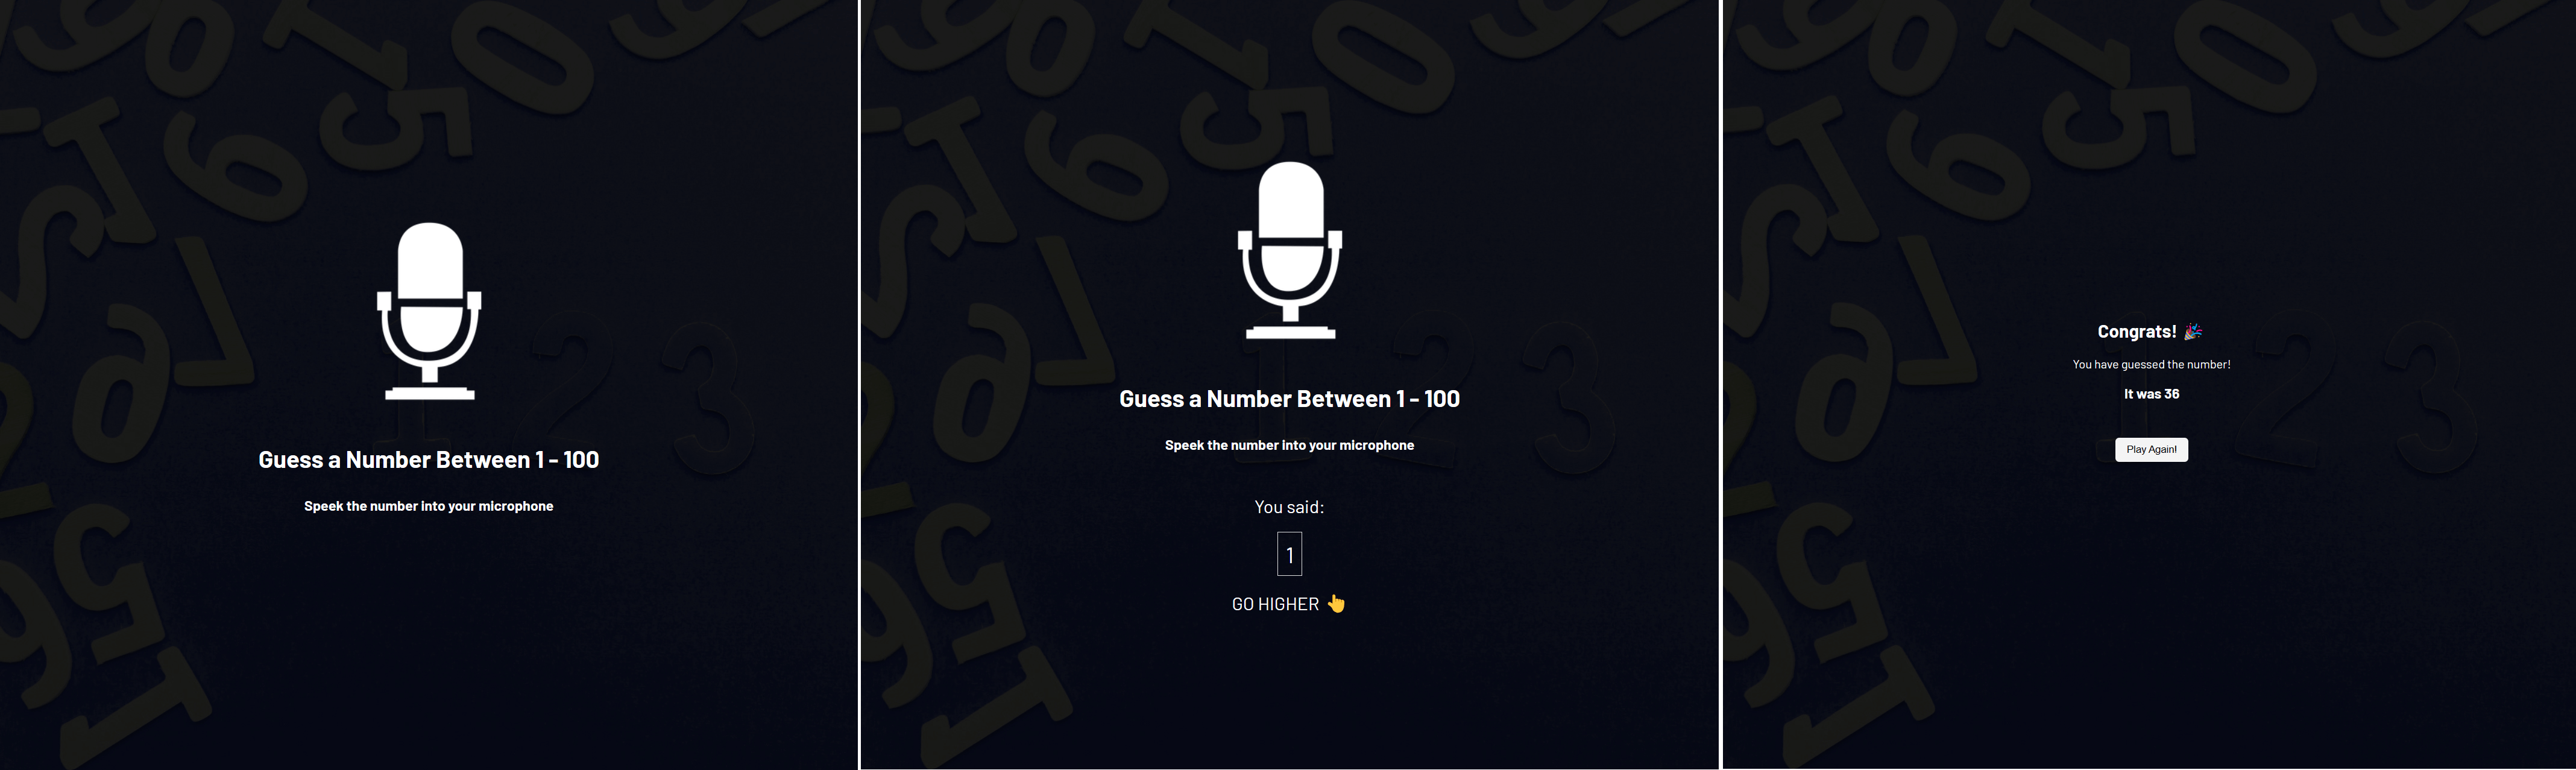 Guess a Number Between 1 - 100
Speek the number into your microphone
Guess a Number Between 1 - 100
Speek the number into your microphone
You said:
1
GO HIGHER 👆
Congrats! 🎉
You have guessed the number!
It was 36
Play Again!